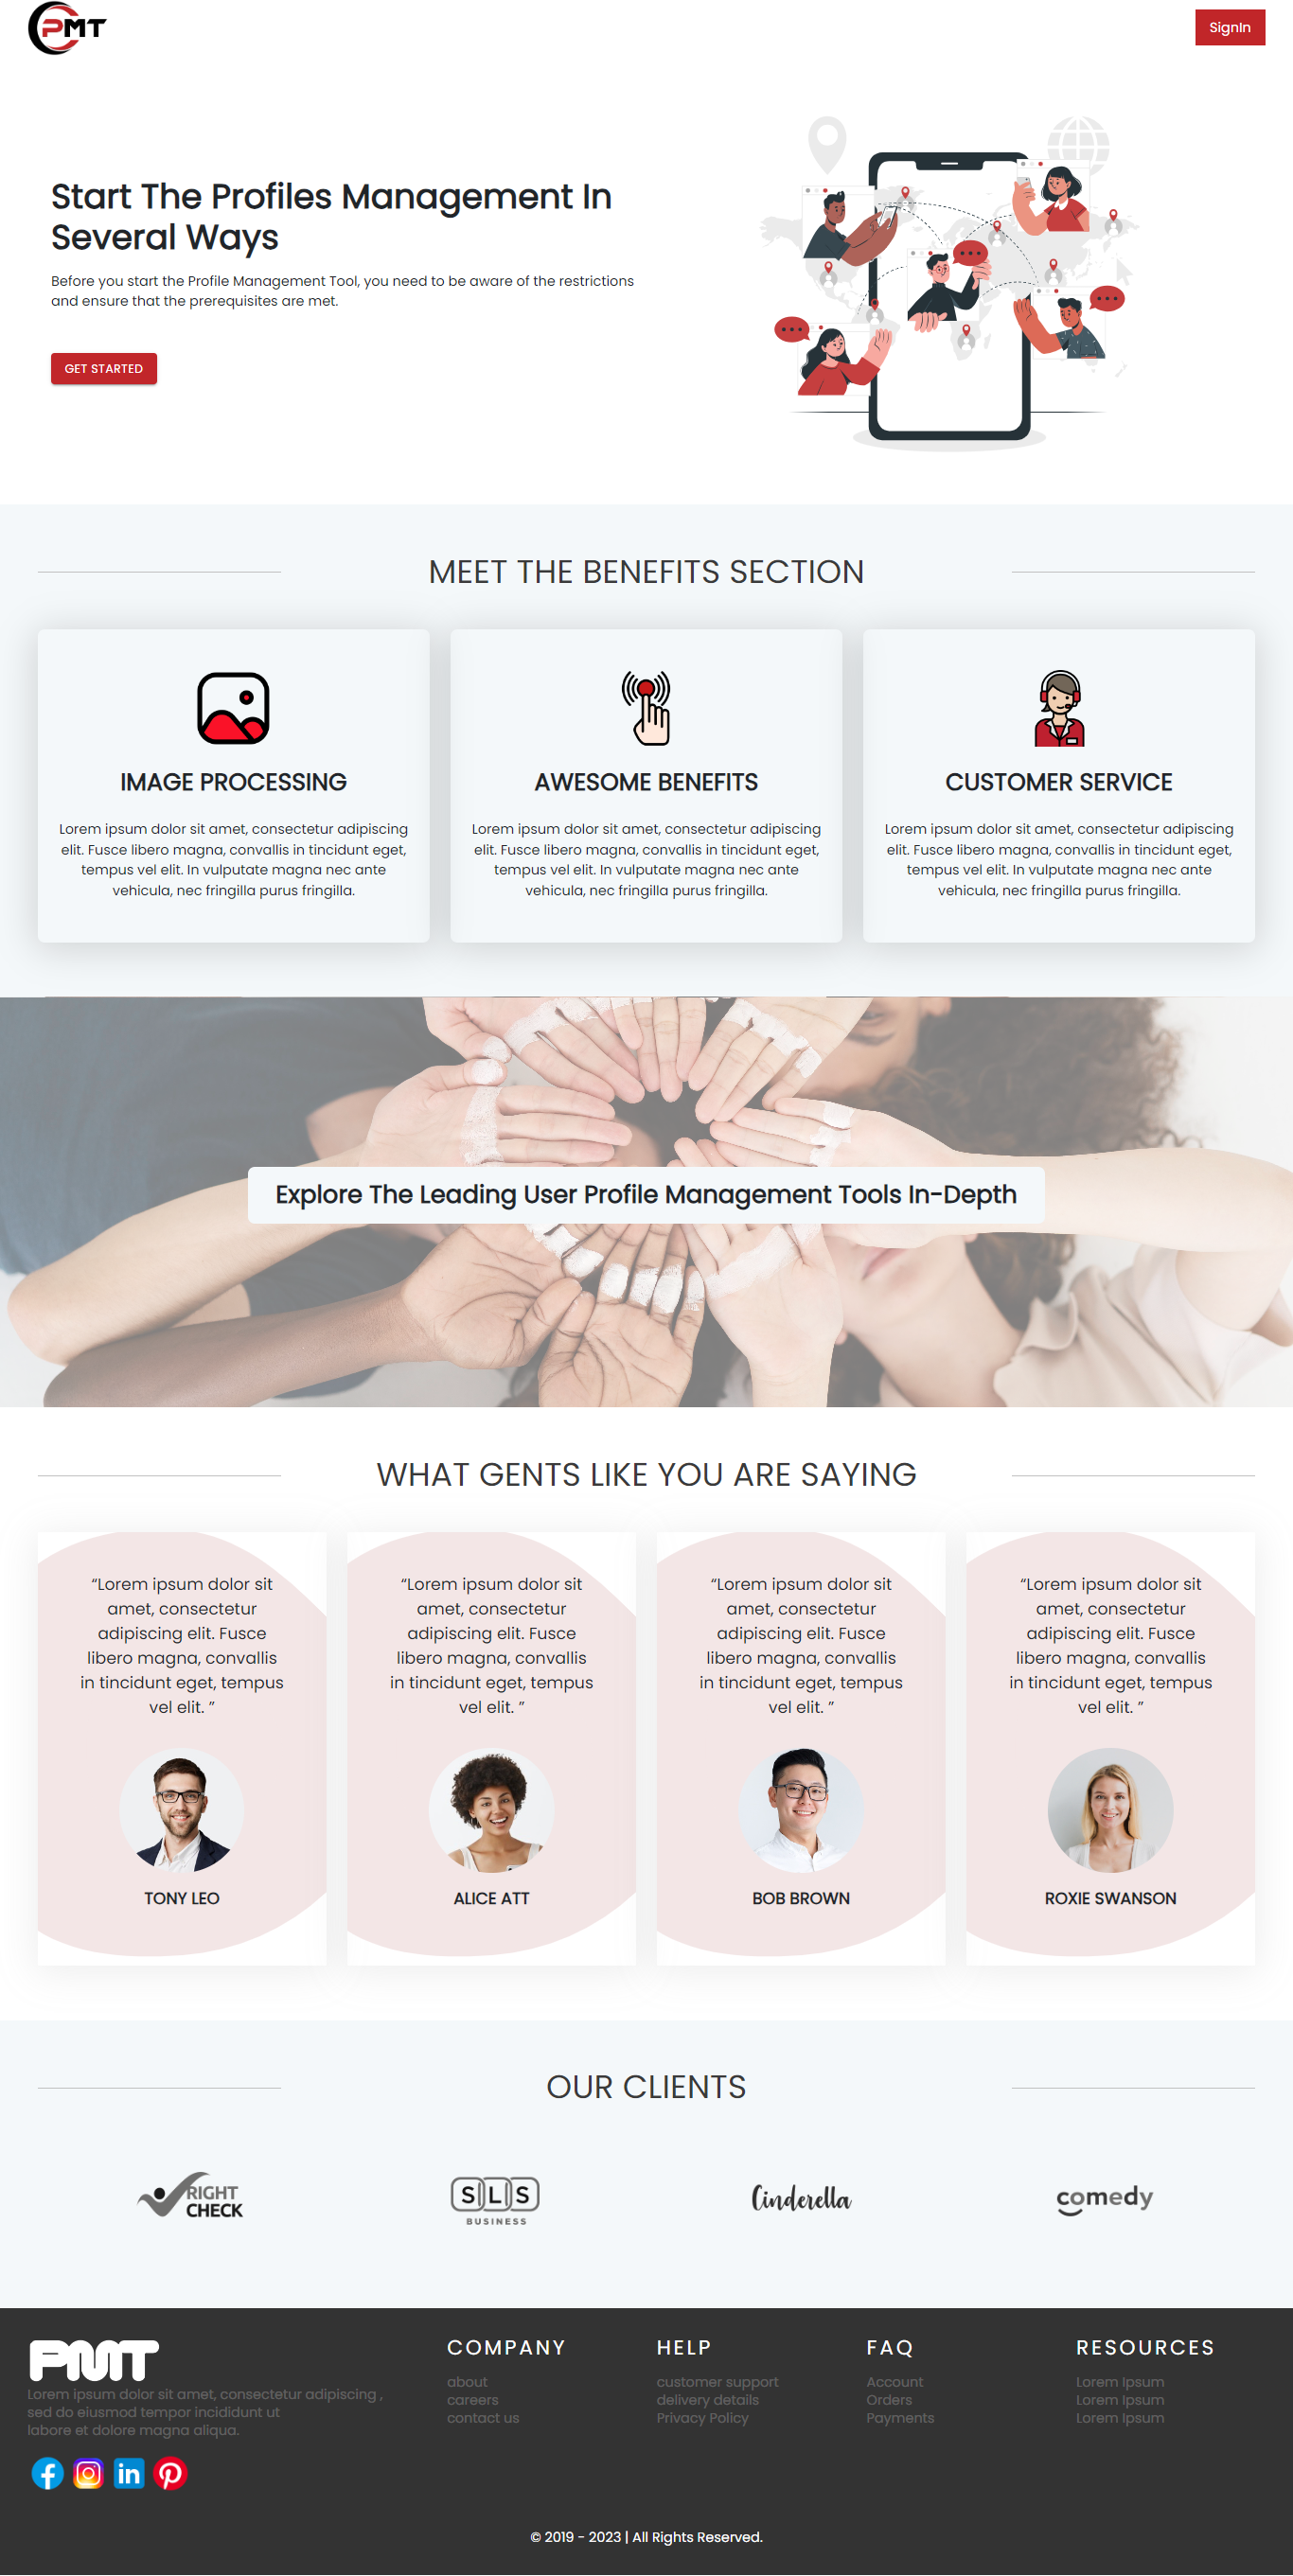 PMT
SignIn
Start The Profiles Management In
Several Ways
Before you start the Profile Management Tool, you need to be aware of the restrictions
and ensure that the prerequisites are met.
GET STARTED
MEET THE BENEFITS SECTION
IMAGE PROCESSING
Lorem ipsum dolor sit amet, consectetur adipiscing
elit. Fusce libero magna, convallis in tincidunt eget,
tempus vel elit. In vulputate magna nec ante
vehicula, nec fringilla purus fringilla.
AWESOME BENEFITS
Lorem ipsum dolor sit amet, consectetur adipiscing
elit. Fusce libero magna, convallis in tincidunt eget,
tempus vel elit. In vulputate magna nec ante
vehicula, nec fringilla purus fringilla.
CUSTOMER SERVICE
Lorem ipsum dolor sit amet, consectetur adipiscing
elit. Fusce libero magna, convallis in tincidunt eget,
tempus vel elit. In vulputate magna nec ante
vehicula, nec fringilla purus fringilla.
Explore The Leading User Profile Management Tools In-Depth
WHAT GENTS LIKE YOU ARE SAYING
“Lorem ipsum dolor sit
amet, consectetur
adipiscing elit. Fusce
libero magna, convallis
in tincidunt eget, tempus
vel elit. ”
TONY LEO
“Lorem ipsum dolor sit
amet, consectetur
adipiscing elit. Fusce
libero magna, convallis
in tincidunt eget, tempus
vel elit. ”
ALICE ATT
“Lorem ipsum dolor sit
amet, consectetur
adipiscing elit. Fusce
libero magna, convallis
in tincidunt eget, tempus
vel elit. ”
BOB BROWN
“Lorem ipsum dolor sit
amet, consectetur
adipiscing elit. Fusce
libero magna, convallis
in tincidunt eget, tempus
vel elit. ”
ROXIE SWANSON
OUR CLIENTS
RIGHT
CHECK
SLS
BUSINESS
Cinderella
comedy
PMT
Lorem ipsum dolor sit amet, consectetur adipiscing ,
sed do eiusmod tempor incididunt ut
labore et dolore magna aliqua.
COMPANY
about
careers
contact us
HELP
customer support
delivery details
Privacy Policy
FAQ
Account
Orders
Payments
RESOURCES
Lorem Ipsum
Lorem Ipsum
Lorem Ipsum
in
© 2019 - 2023 | All Rights Reserved.